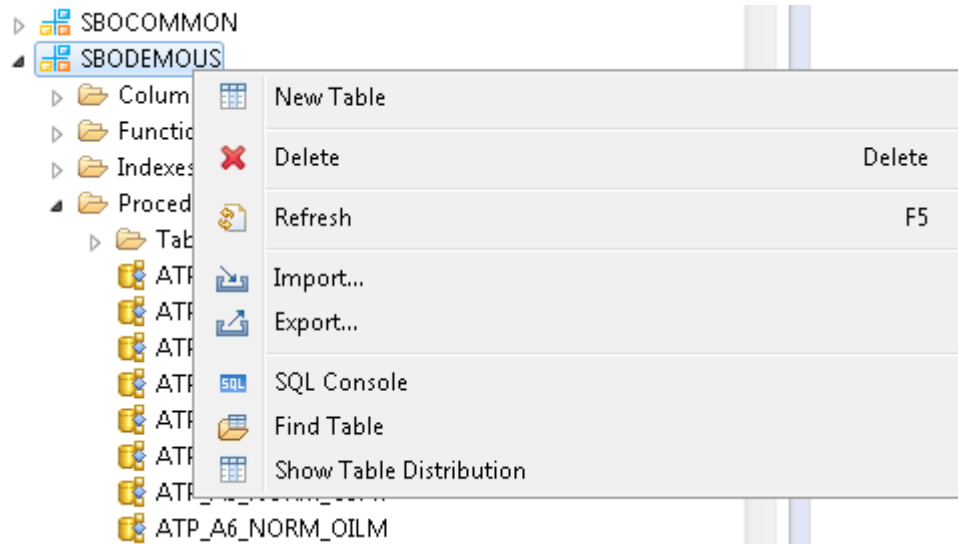 SBOCOMMON
SBODEMOUS
Colum
New Table
Functio
Delete Delete
Indexes
Proced
Refresh F5
Tab
ATP
Import...
ATP
Export...
ATP
ATP
SQL SQL Console
ATP
Find Table
ATP
Show Table Distribution
ATP_A6_NORM_OILM